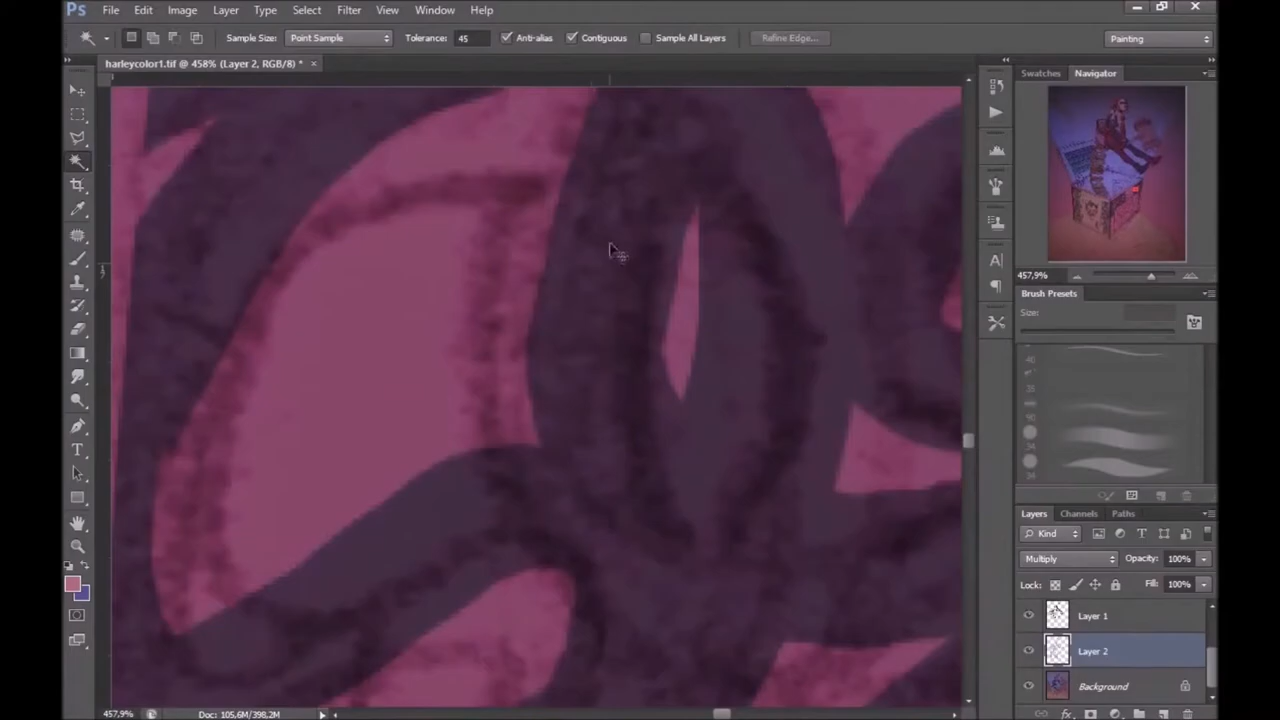 Ps File Edit Image Layer Type Select Filter View Window Help
Sample Size: Point Sample Tolerance: 45 Anti-alias Contiguous Sample All Layers Refine Edge... Painting
harleycolor1.tif @ 458% (Layer 2, RGB/8) * ×
Swatches Navigator
457,9%
Brush Presets
Size:
Layers Channels Paths
Kind
Multiply Opacity: 100%
Lock: Fill: 100%
Layer 1
Layer 2
Background
457,9% Doc: 105,6M/398,2M